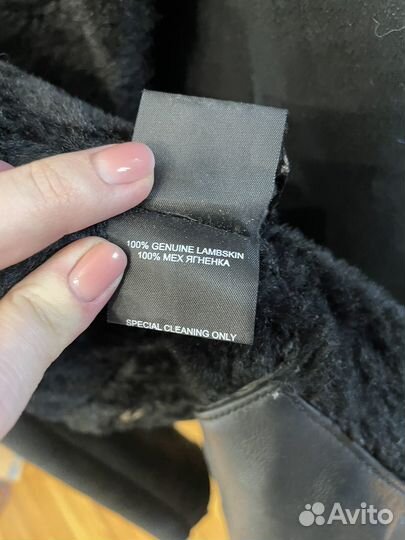 100% GENUINE LAMBSKIN
100% МЕХ ЯГНЕНКА
SPECIAL CLEANING ONLY
Avito